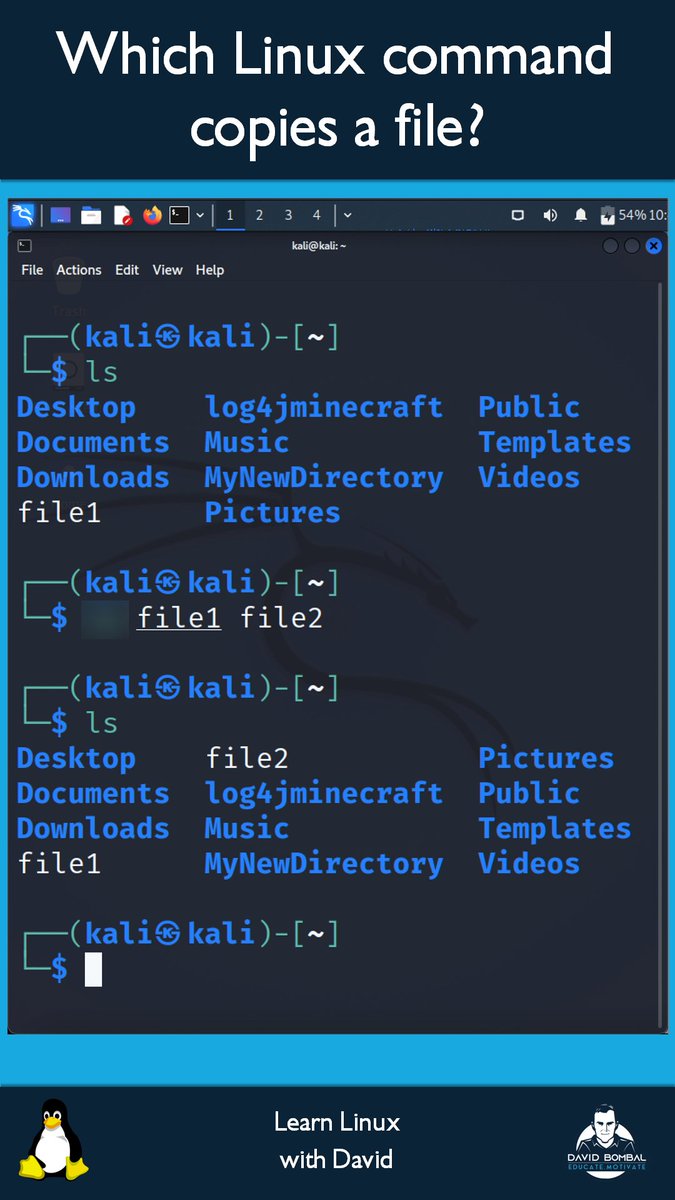 Which Linux command
copies a file?
1 2 3 4 54% 10:
kali@kali: ~
File Actions Edit View Help
Trash
┌──(kali㉿kali)-[~]
└─$ ls
Desktop log4jminecraft Public
Documents Music Templates
Downloads MyNewDirectory Videos
file1 Pictures
┌──(kali㉿kali)-[~]
└─$ file1 file2
┌──(kali㉿kali)-[~]
└─$ ls
Desktop file2 Pictures
Documents log4jminecraft Public
Downloads Music Templates
file1 MyNewDirectory Videos
┌──(kali㉿kali)-[~]
└─$
Learn Linux
with David
DAVID BOMBAL
EDUCATE.MOTIVATE